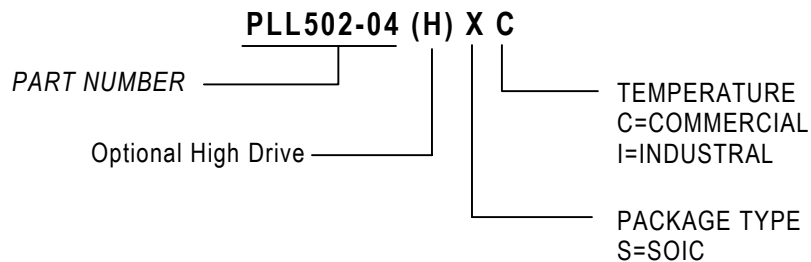 PLL502-04 (H) X C
PART NUMBER
TEMPERATURE
C=COMMERCIAL
I=INDUSTRAL
Optional High Drive
PACKAGE TYPE
S=SOIC